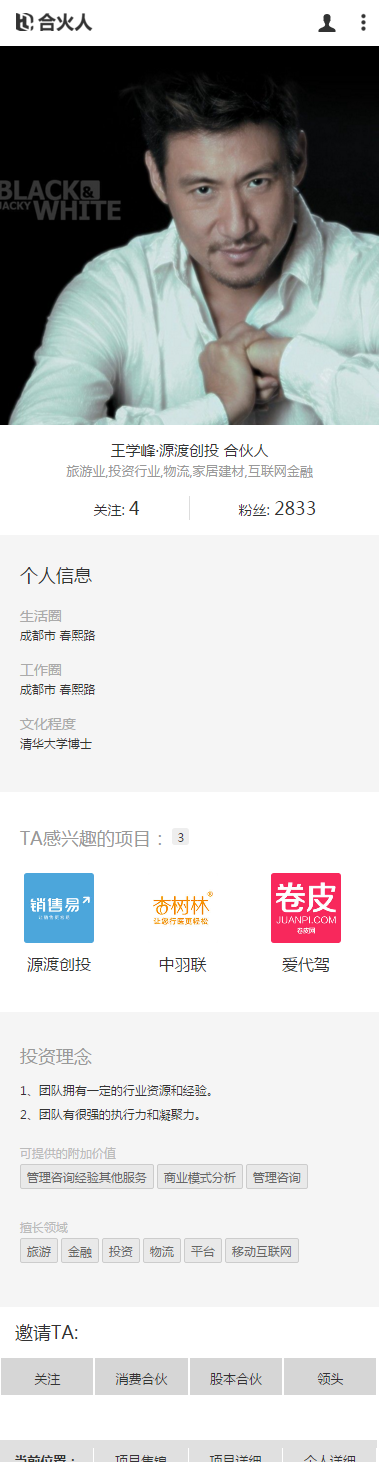 合火人
BLACK&
JACKY WHITE
王学峰·源渡创投 合伙人
旅游业,投资行业,物流,家居建材,互联网金融
关注: 4 粉丝: 2833
个人信息
生活圈
成都市 春熙路
工作圈
成都市 春熙路
文化程度
清华大学博士
TA感兴趣的项目： 3
销售易 杏树林® 卷皮
让您行医更轻松 JUANPI.COM
卷皮网
源渡创投 中羽联 爱代驾
投资理念
1、团队拥有一定的行业资源和经验。
2、团队有很强的执行力和凝聚力。
可提供的附加价值
管理咨询经验其他服务 商业模式分析 管理咨询
擅长领域
旅游 金融 投资 物流 平台 移动互联网
邀请TA:
关注 消费合伙 股本合伙 领头
当前位置： 项目集锦 项目详细 个人详细